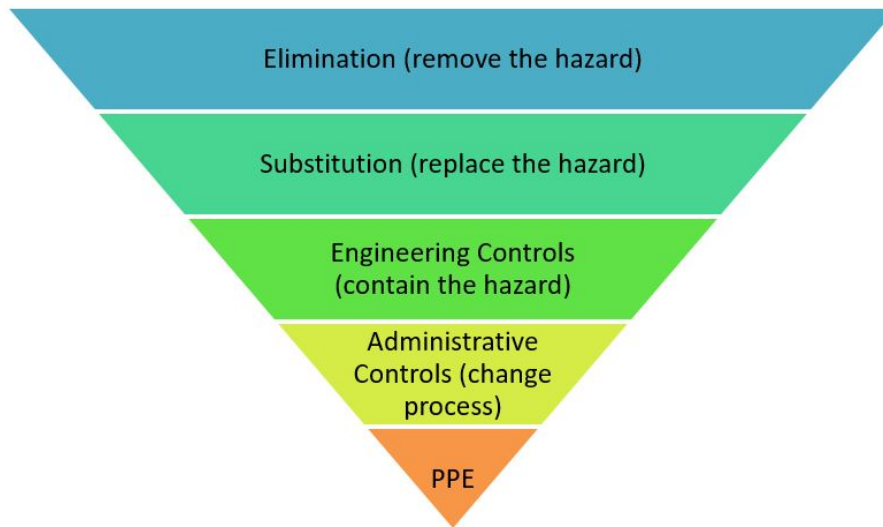 Elimination (remove the hazard)
Substitution (replace the hazard)
Engineering Controls
(contain the hazard)
Administrative
Controls (change
process)
PPE